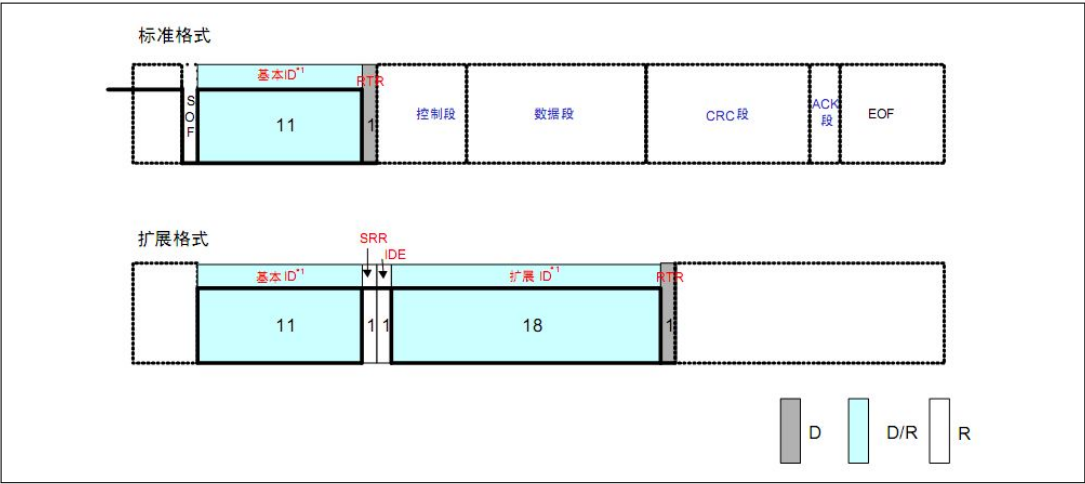 标准格式
基本ID*1
RTR
SOF
11
1
控制段
数据段
CRC段
ACK
段
EOF
扩展格式
SRR
IDE
基本ID*1
扩展 ID*1
RTR
11
1
1
18
1
D
D/R
R